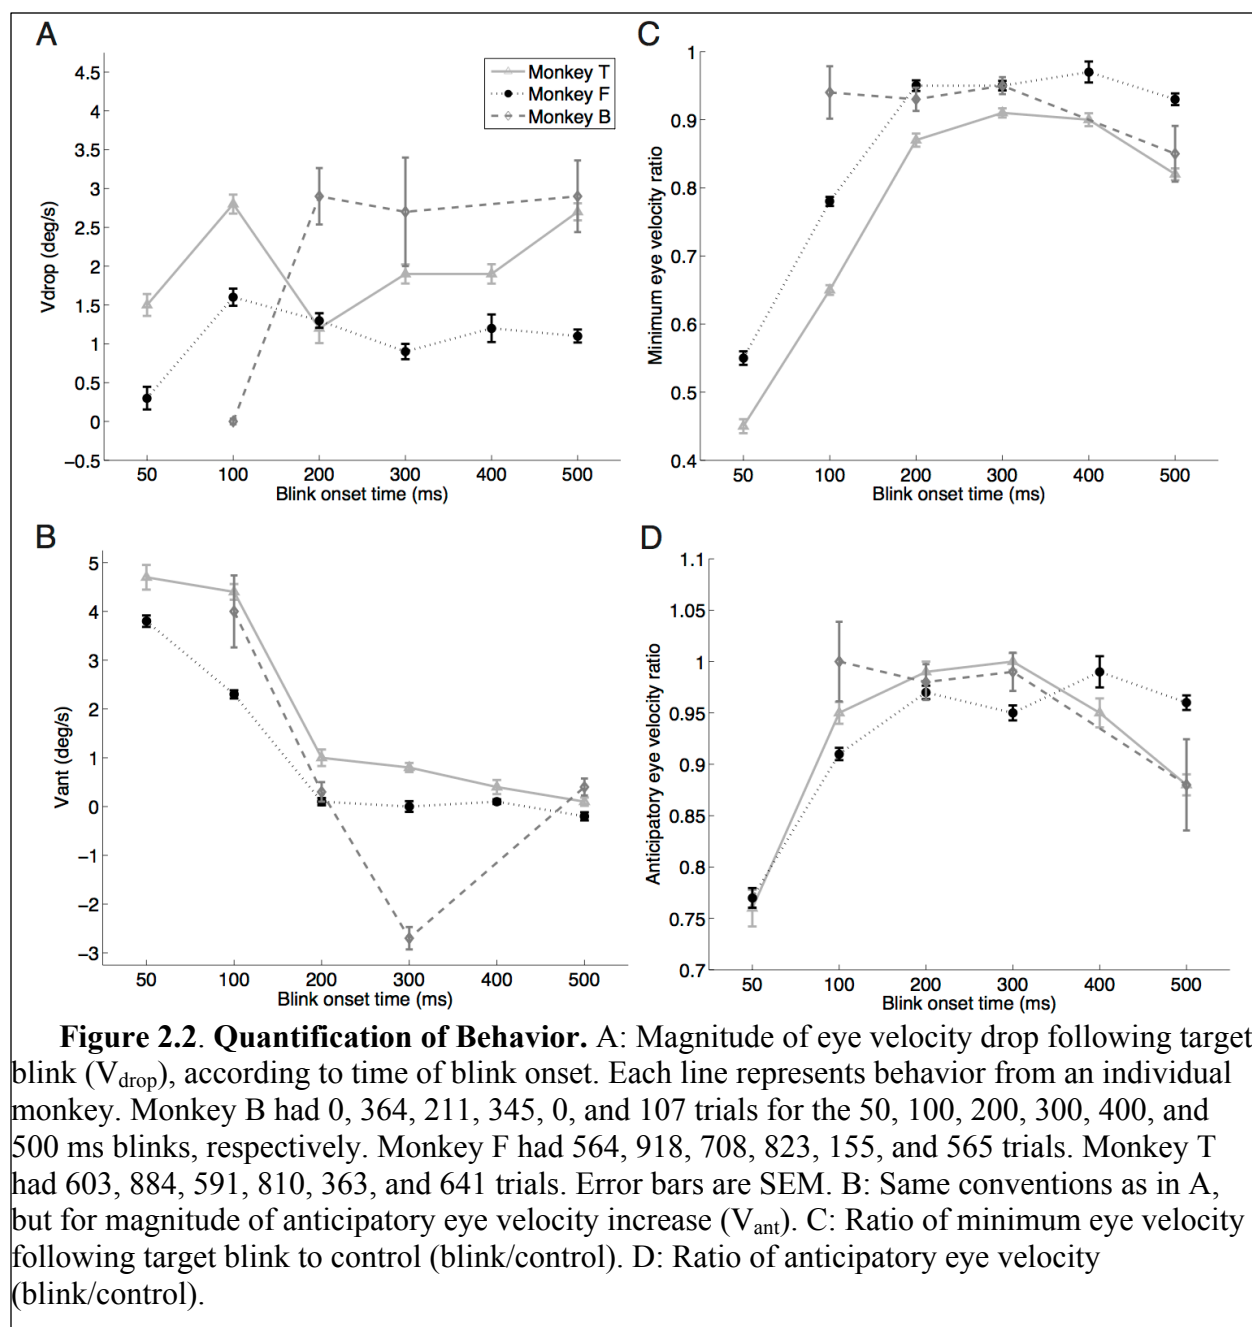 A
Monkey T
Monkey F
Monkey B
4.5
4
3.5
3
2.5
2
1.5
1
0.5
0
−0.5
Vdrop (deg/s)
50 100 200 300 400 500
Blink onset time (ms)
C
1
0.9
0.8
0.7
0.6
0.5
0.4
Minimum eye velocity ratio
50 100 200 300 400 500
Blink onset time (ms)
B
5
4
3
2
1
0
−1
−2
−3
Vant (deg/s)
50 100 200 300 400 500
Blink onset time (ms)
D
1.1
1.05
1
0.95
0.9
0.85
0.8
0.75
0.7
Anticipatory eye velocity ratio
50 100 200 300 400 500
Blink onset time (ms)
Figure 2.2. Quantification of Behavior. A: Magnitude of eye velocity drop following target
blink (Vdrop), according to time of blink onset. Each line represents behavior from an individual
monkey. Monkey B had 0, 364, 211, 345, 0, and 107 trials for the 50, 100, 200, 300, 400, and
500 ms blinks, respectively. Monkey F had 564, 918, 708, 823, 155, and 565 trials. Monkey T
had 603, 884, 591, 810, 363, and 641 trials. Error bars are SEM. B: Same conventions as in A,
but for magnitude of anticipatory eye velocity increase (Vant). C: Ratio of minimum eye velocity
following target blink to control (blink/control). D: Ratio of anticipatory eye velocity
(blink/control).